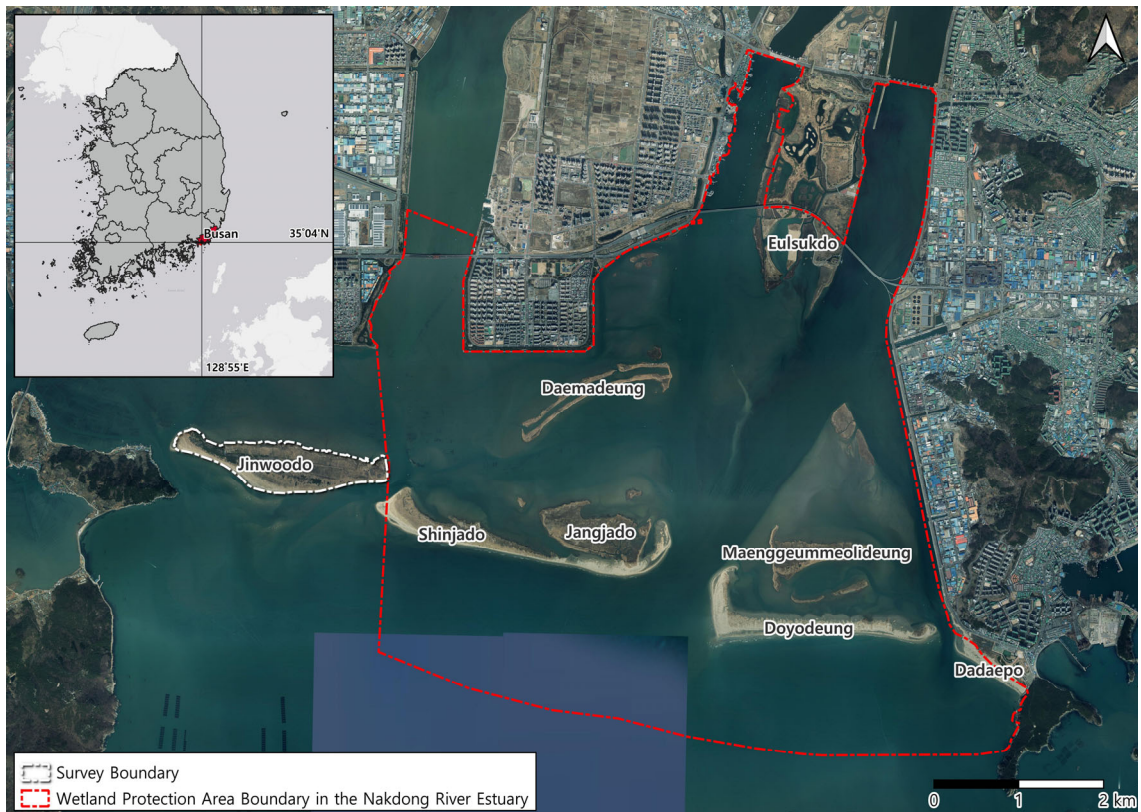 Busan
35°04'N
128°55'E
Eulsukdo
Daemadeung
Jinwoodo
Shinjado
Jangjado
Maenggeummeolideung
Doyodeung
Dadaepo
Survey Boundary
Wetland Protection Area Boundary in the Nakdong River Estuary
0 1 2 km